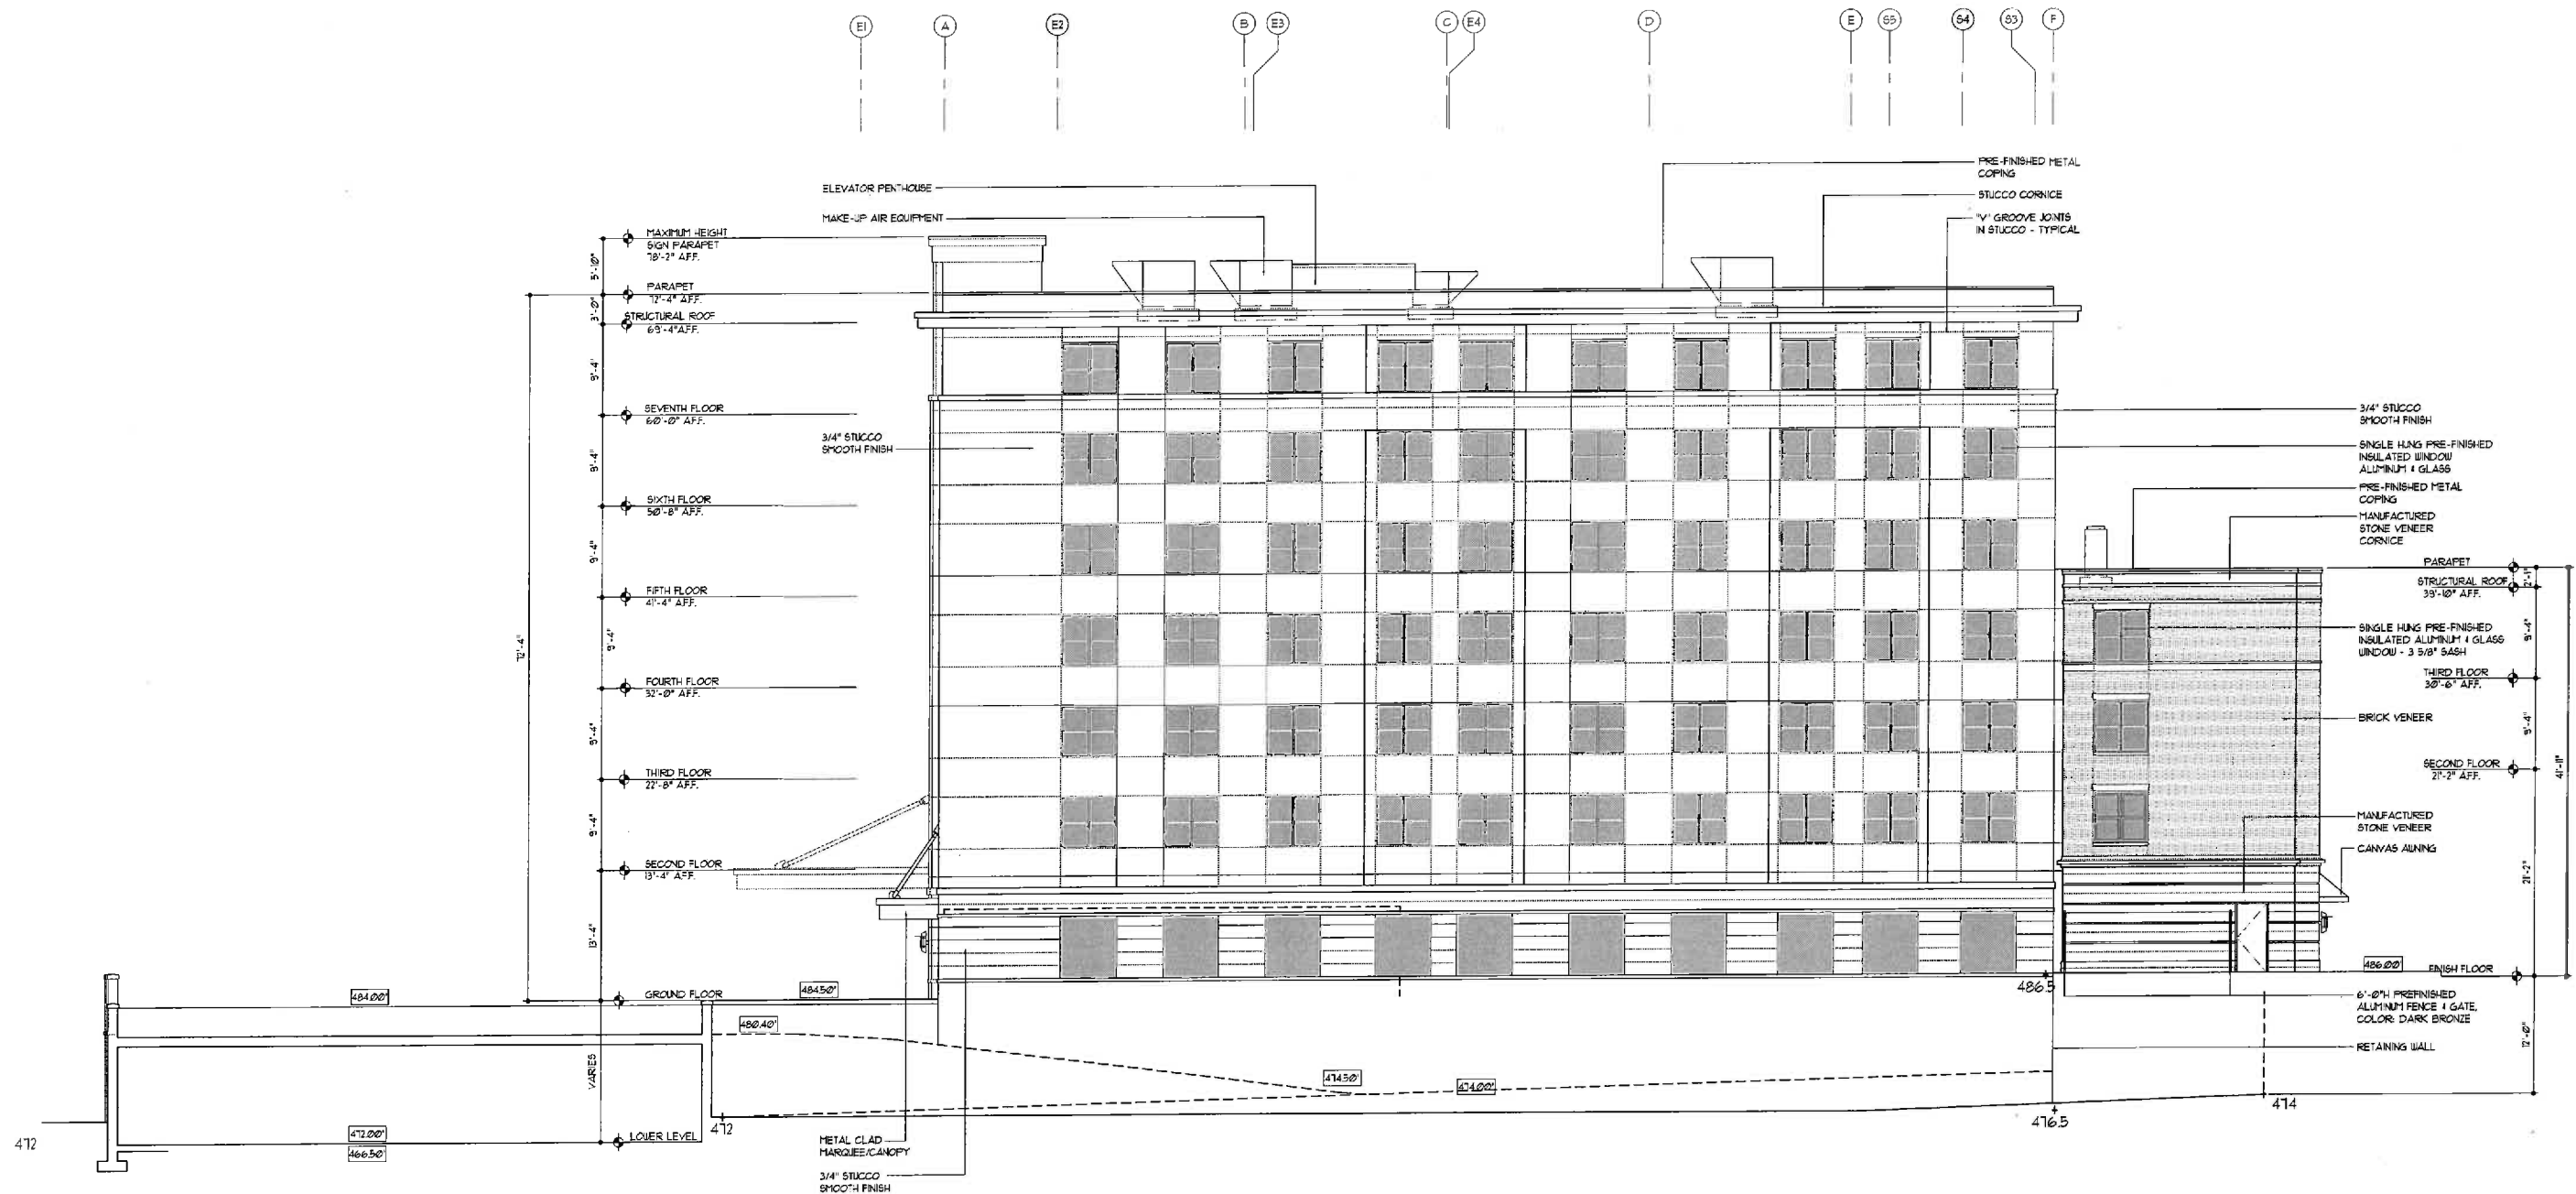 E1 A E2 B E3 C E4 D E S5 S4 S3 F
ELEVATOR PENTHOUSE
MAKE-UP AIR EQUIPMENT
PRE-FINISHED METAL
COPING
STUCCO CORNICE
"V" GROOVE JOINTS
IN STUCCO - TYPICAL
MAXIMUM HEIGHT
SIGN PARAPET
78'-2" A.F.F.
5'-10"
PARAPET
72'-4" A.F.F.
3'-0"
STRUCTURAL ROOF
69'-4" A.F.F.
9'-4"
SEVENTH FLOOR
60'-0" A.F.F.
9'-4"
SIXTH FLOOR
50'-8" A.F.F.
9'-4"
FIFTH FLOOR
41'-4" A.F.F.
9'-4"
72'-4"
FOURTH FLOOR
32'-0" A.F.F.
9'-4"
THIRD FLOOR
22'-8" A.F.F.
9'-4"
SECOND FLOOR
13'-4" A.F.F.
13'-4"
GROUND FLOOR
VARIES
LOWER LEVEL
3/4" STUCCO
SMOOTH FINISH
3/4" STUCCO
SMOOTH FINISH
SINGLE HUNG PRE-FINISHED
INSULATED WINDOW
ALUMINUM & GLASS
PRE-FINISHED METAL
COPING
MANUFACTURED
STONE VENEER
CORNICE
PARAPET
2'-1"
STRUCTURAL ROOF
39'-10" A.F.F.
SINGLE HUNG PRE-FINISHED
INSULATED ALUMINUM & GLASS
WINDOW - 3 5/8" SASH
9'-4"
THIRD FLOOR
30'-6" A.F.F.
BRICK VENEER
9'-4"
SECOND FLOOR
21'-2" A.F.F.
41'-11"
MANUFACTURED
STONE VENEER
CANVAS AWNING
21'-2"
486.00'
FINISH FLOOR
6'-0"H PREFINISHED
ALUMINUM FENCE & GATE,
COLOR: DARK BRONZE
12'-0"
RETAINING WALL
484.00'
484.50'
480.40'
486.5
474.50'
474.00'
472
472.00'
466.50'
472
476.5
474
METAL CLAD
MARQUEE/CANOPY
3/4" STUCCO
SMOOTH FINISH